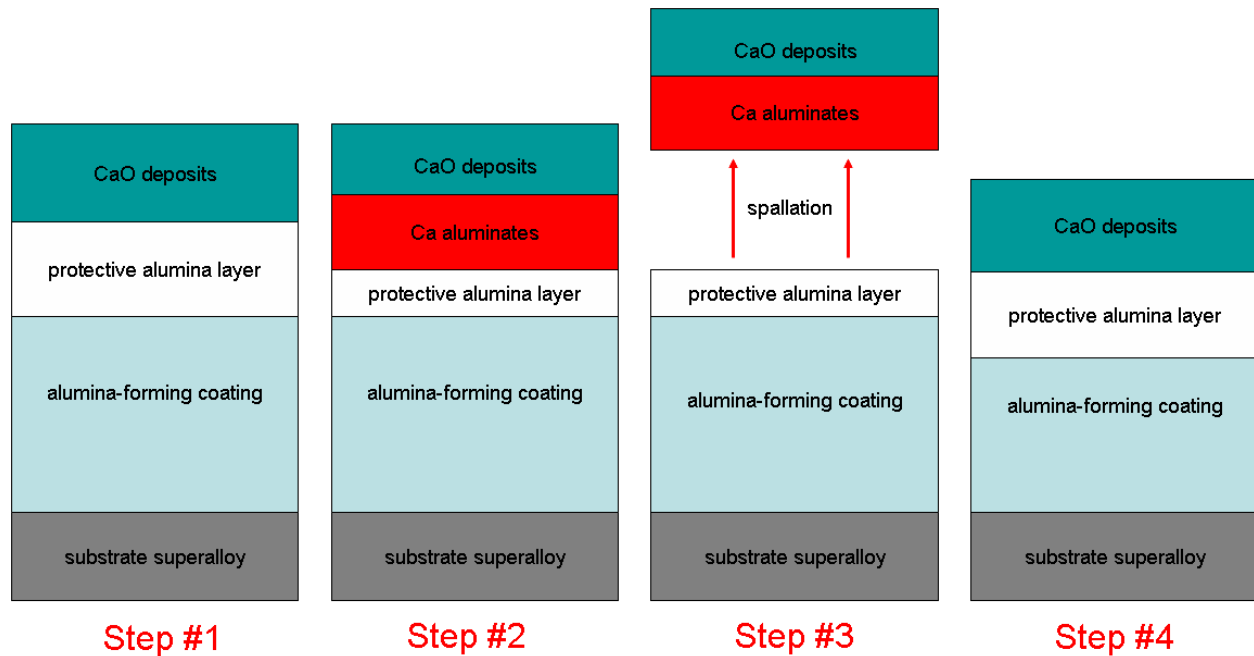 CaO deposits
protective alumina layer
alumina-forming coating
substrate superalloy
Step #1
CaO deposits
Ca aluminates
protective alumina layer
alumina-forming coating
substrate superalloy
Step #2
CaO deposits
Ca aluminates
spallation
protective alumina layer
alumina-forming coating
substrate superalloy
Step #3
CaO deposits
protective alumina layer
alumina-forming coating
substrate superalloy
Step #4